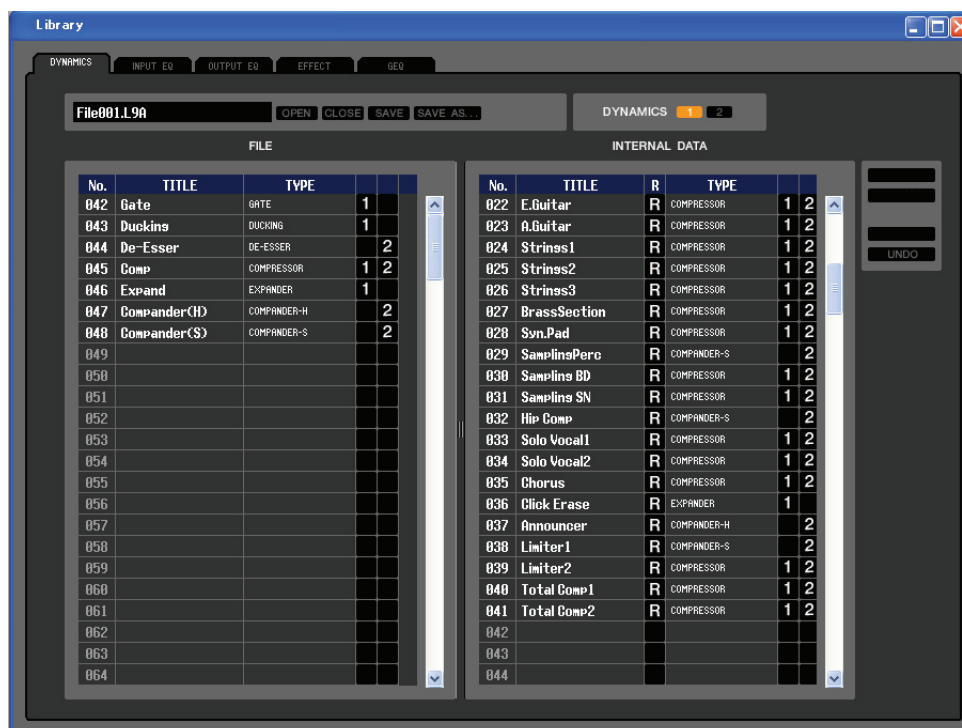 Library
DYNAMICS INPUT EQ OUTPUT EQ EFFECT GEQ
File001.L9A OPEN CLOSE SAVE SAVE AS... DYNAMICS 1 2
FILE INTERNAL DATA
No. TITLE TYPE
042 Gate GATE 1
043 Ducking DUCKING 1
044 De-Esser DE-ESSER 2
045 Comp COMPRESSOR 1 2
046 Expand EXPANDER 1
047 Compander(H) COMPANDER-H 2
048 Compander(S) COMPANDER-S 2
049
050
051
052
053
054
055
056
057
058
059
060
061
062
063
064
No. TITLE R TYPE
022 E.Guitar R COMPRESSOR 1 2
023 A.Guitar R COMPRESSOR 1 2
024 Strings1 R COMPRESSOR 1 2
025 Strings2 R COMPRESSOR 1 2
026 Strings3 R COMPRESSOR 1 2
027 BrassSection R COMPRESSOR 1 2
028 Syn.Pad R COMPRESSOR 1 2
029 SamplingPerc R COMPANDER-S 2
030 Sampling BD R COMPRESSOR 1 2
031 Sampling SN R COMPRESSOR 1 2
032 Hip Comp R COMPANDER-S 2
033 Solo Vocal1 R COMPRESSOR 1 2
034 Solo Vocal2 R COMPRESSOR 1 2
035 Chorus R COMPRESSOR 1 2
036 Click Erase R EXPANDER 1
037 Announcer R COMPANDER-H 2
038 Limiter1 R COMPANDER-S 2
039 Limiter2 R COMPRESSOR 1 2
040 Total Comp1 R COMPRESSOR 1 2
041 Total Comp2 R COMPRESSOR 1 2
042
043
044
UNDO